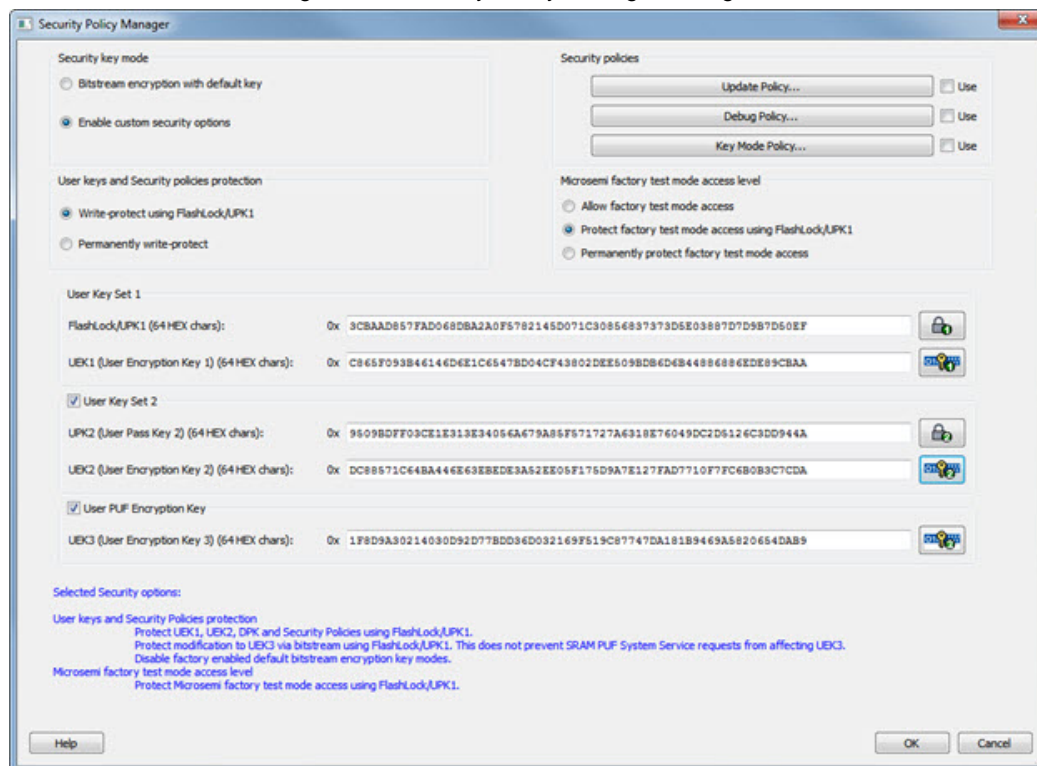 Security Policy Manager
Security key mode
Bitstream encryption with default key
Enable custom security options
Security policies
Update Policy...
Use
Debug Policy...
Use
Key Mode Policy...
Use
User keys and Security policies protection
Write-protect using FlashLock/UPK1
Permanently write-protect
Microsemi factory test mode access level
Allow factory test mode access
Protect factory test mode access using FlashLock/UPK1
Permanently protect factory test mode access
User Key Set 1
FlashLock/UPK1 (64 HEX chars): 0x 3CBAAD857FAD068DBA2A0F5782145D071C30856837373D5E03887D7D9B7D50EF
UEK1 (User Encryption Key 1) (64 HEX chars): 0x C865F093B46146D6E1C6547BD04CF43802DEE509BDB6D6B44886886EDE89CBAA
User Key Set 2
UPK2 (User Pass Key 2) (64 HEX chars): 0x 9509BDFF03CE1E313E34056A679A85F571727A6318E76049DC2D5126C3DD944A
UEK2 (User Encryption Key 2) (64 HEX chars): 0x DC88571C64BA446E63EBEDE3A52EE05F175D9A7E127FAD7710F7FC6B0B3C7CDA
User PUF Encryption Key
UEK3 (User Encryption Key 3) (64 HEX chars): 0x 1F8D9A30214030D92D77BDD36D032169F519C87747DA181B9469A5820654DAB9
Selected Security options:
User keys and Security Policies protection
Protect UEK1, UEK2, DPK and Security Policies using FlashLock/UPK1.
Protect modification to UEK3 via bitstream using FlashLock/UPK1. This does not prevent SRAM PUF System Service requests from affecting UEK3.
Disable factory enabled default bitstream encryption key modes.
Microsemi factory test mode access level
Protect Microsemi factory test mode access using FlashLock/UPK1.
Help
OK
Cancel